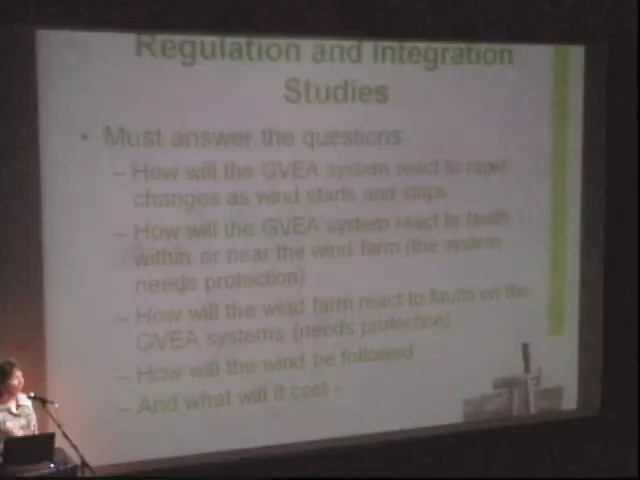 Regulation and Integration
Studies
• Must answer the questions
– How will the GVEA system react to rapid
changes as wind starts and stops
– How will the GVEA system react to faults
within or near the wind farm (the system
needs protection)
– How will the wind farm react to faults on the
GVEA systems (needs protection)
– How will the wind be followed
– And what will it cost -